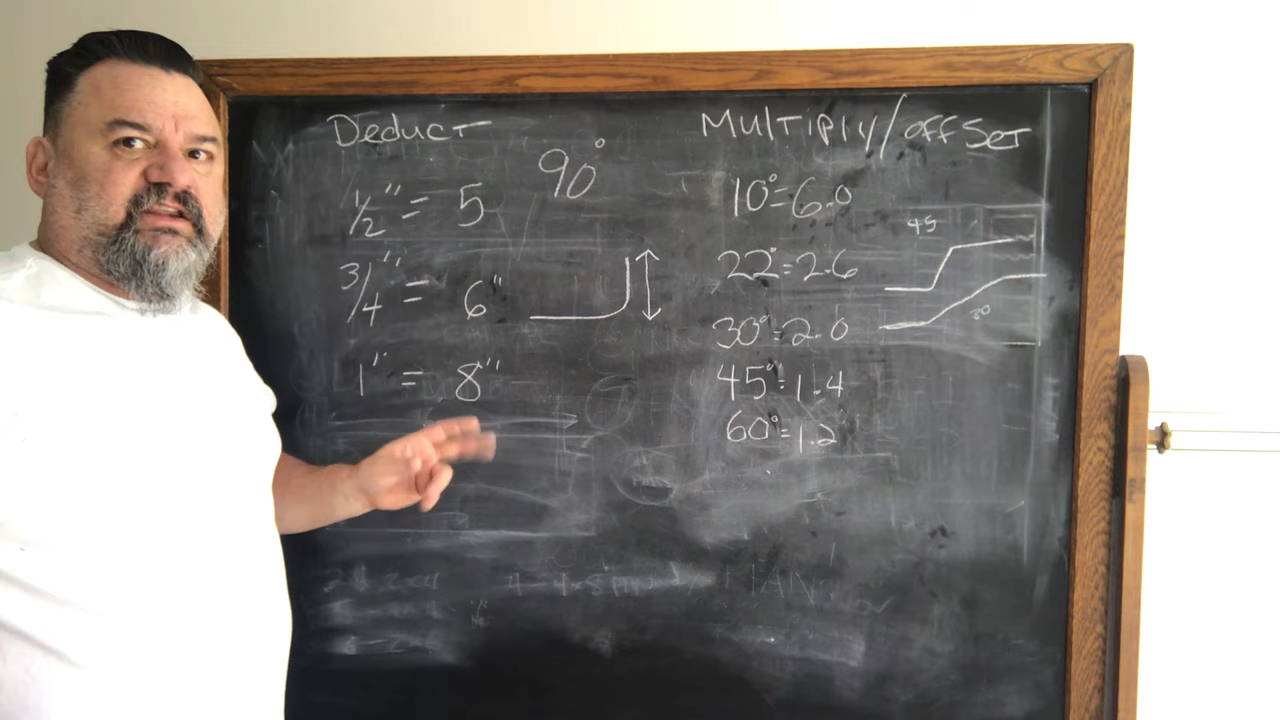 Deduct
90°
1/2" = 5
3/4" = 6"
1" = 8"
Multiply/offset
10°=6.0
22°=2.6
30°=2.0
45°=1.4
60°=1.2
45
30